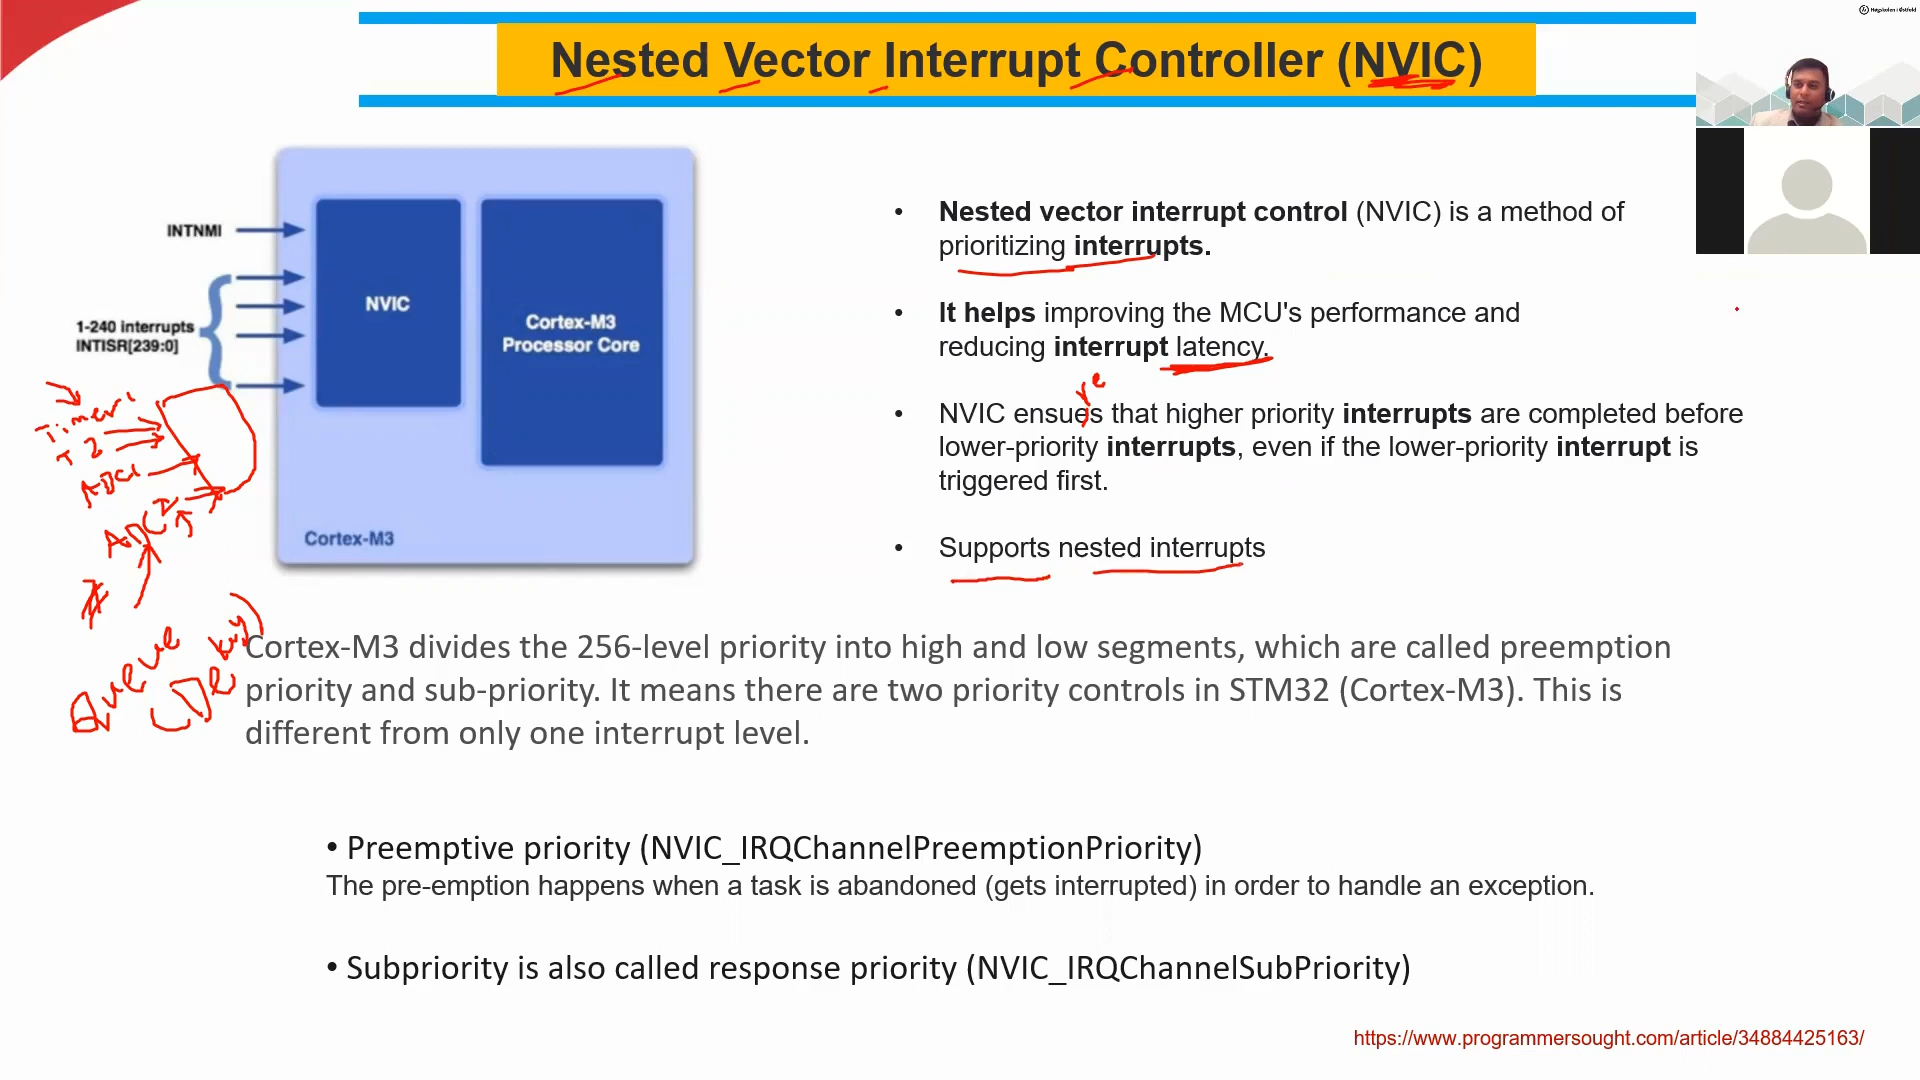 Høgskolen i Østfold
Nested Vector Interrupt Controller (NVIC)
INTNMI
1-240 interrupts
INTISR[239:0]
NVIC
Cortex-M3
Processor Core
Cortex-M3
Timer1
T2
ADC1
ADC2
Queue
• Nested vector interrupt control (NVIC) is a method of
prioritizing interrupts.
• It helps improving the MCU's performance and
reducing interrupt latency.
re
• NVIC ensues that higher priority interrupts are completed before
lower-priority interrupts, even if the lower-priority interrupt is
triggered first.
• Supports nested interrupts
Cortex-M3 divides the 256-level priority into high and low segments, which are called preemption
priority and sub-priority. It means there are two priority controls in STM32 (Cortex-M3). This is
different from only one interrupt level.
• Preemptive priority (NVIC_IRQChannelPreemptionPriority)
The pre-emption happens when a task is abandoned (gets interrupted) in order to handle an exception.
• Subpriority is also called response priority (NVIC_IRQChannelSubPriority)
https://www.programmersought.com/article/34884425163/